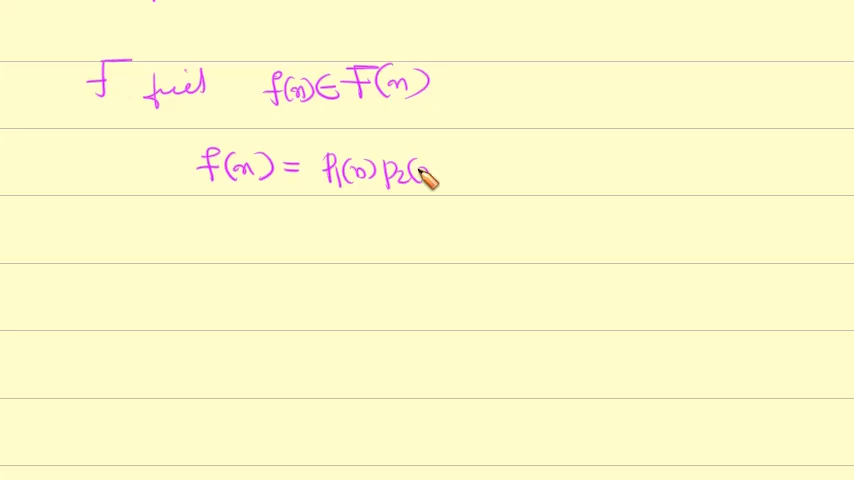 F field f(x) ∈ F(x)
f(x) = p₁(x) p₂(